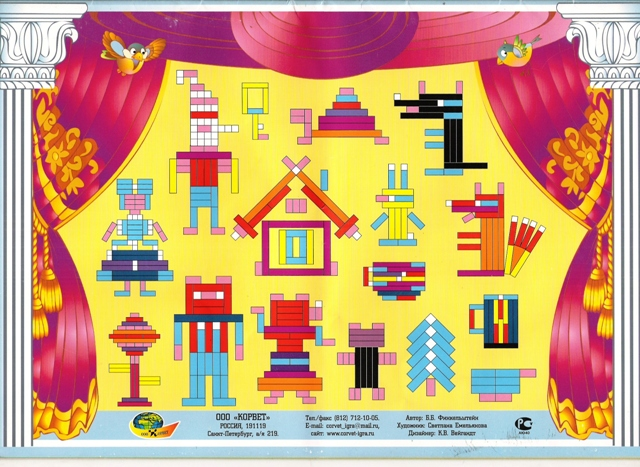 ООО «КОРВЕТ»
РОССИЯ, 191119
Санкт-Петербург, а/я 219.
Тел./факс (812) 712-10-05,
E-mail: corvet_igra@mail.ru,
сайт: www.corvet-igra.ru
Автор: Б.Б. Финкельштейн
Художник: Светлана Емельянова
Дизайнер: К.В. Вейгандт